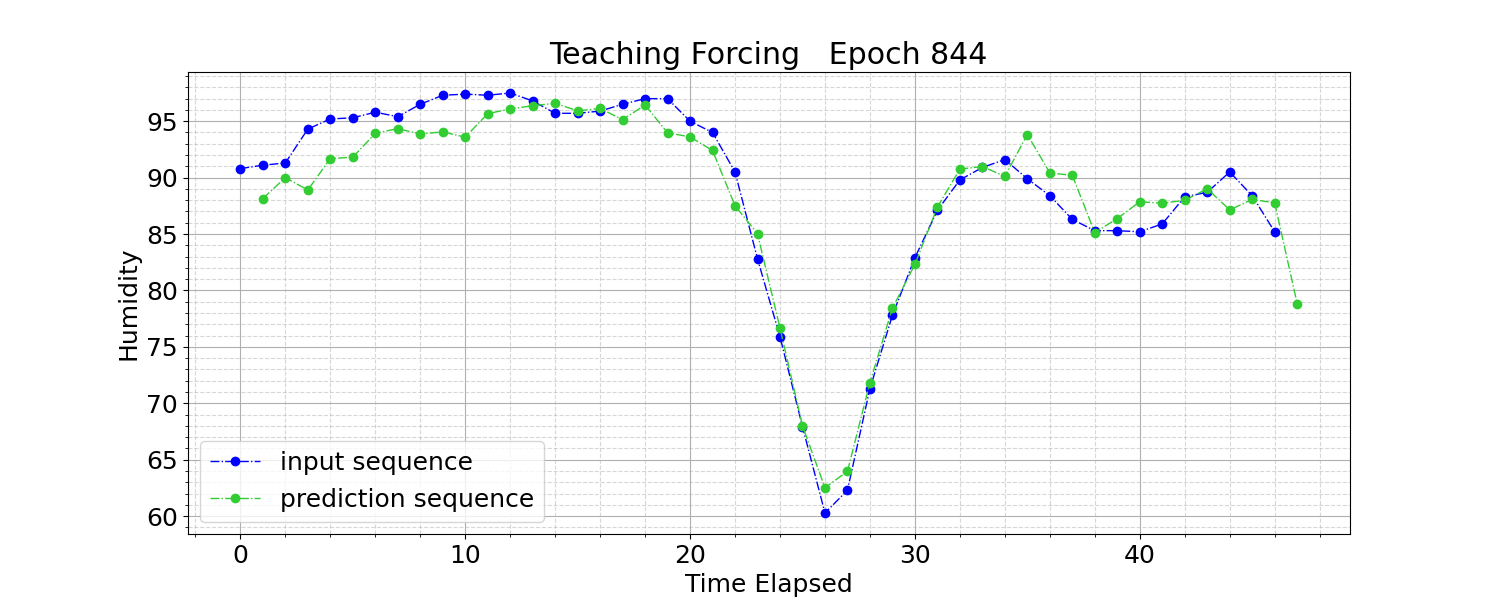 Teaching Forcing   Epoch 844
Humidity
95
90
85
80
75
70
65
60
input sequence
prediction sequence
0 10 20 30 40
Time Elapsed